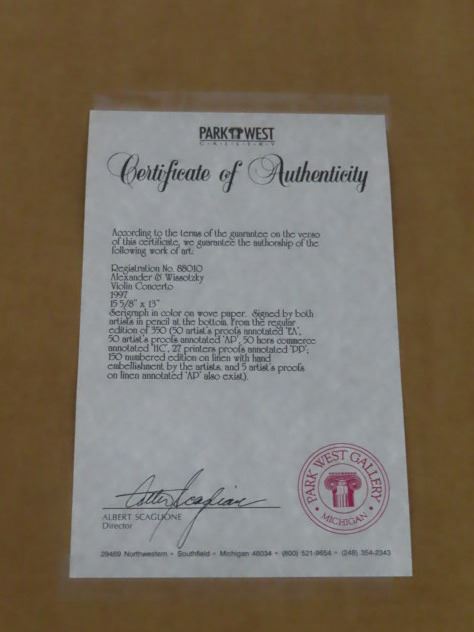 PARK WEST
GALLERY
Certificate of Authenticity
According to the terms of the guarantee on the verso
of this certificate, we guarantee the authorship of the
following work of art:
Registration No. 88010
Alexander & Wissotzky
Violin Concerto
1997
15 5/8" x 13"
Serigraph in color on wove paper. Signed by both
artists in pencil at the bottom. From the regular
edition of 350 (50 artist's proofs annotated "EA",
50 artist's proofs annotated "AP", 50 hors commerce
annotated "HC", 27 printers proofs annotated "PP";
150 numbered edition on linen with hand
embellishment by the artists, and 5 artist's proofs
on linen annotated "AP" also exist).
ALBERT SCAGLIONE
Director
PARK WEST GALLERY
• MICHIGAN •
29469 Northwestern • Southfield • Michigan 48034 • (800) 521-9654 • (248) 354-2343